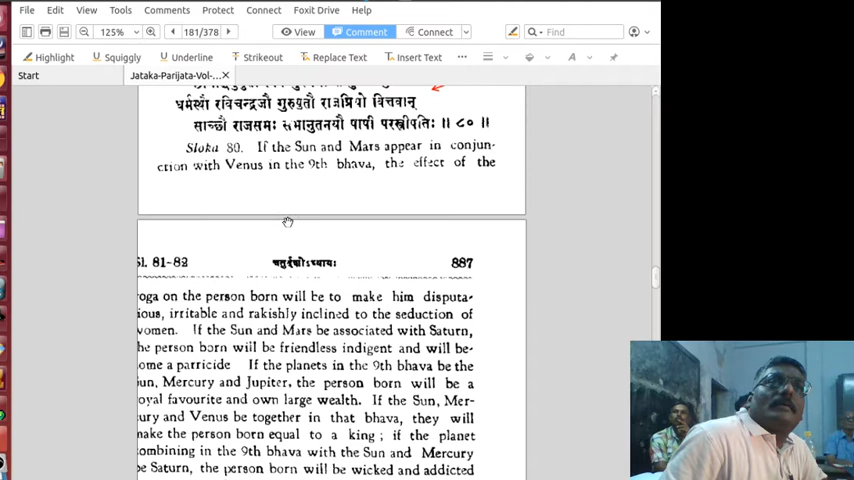 File Edit View Tools Comments Protect Connect Foxit Drive Help
125% 181/378 View Comment Connect Find
Highlight Squiggly Underline Strikeout Replace Text Insert Text
Start Jataka-Parijata-Vol-...
धर्मस्थौ रविचन्द्रजौ गुरुयुतौ राजप्रियो वित्तवान्
साच्छौ राजसमः सभानुतनयौ पापी परस्त्रीपतिः ॥ ८० ॥
Sloka 80. If the Sun and Mars appear in conjun-
ction with Venus in the 9th bhava, the effect of the
Sl. 81-82 चतुर्दशोऽध्यायः 887
yoga on the person born will be to make him disputa-
ious, irritable and rakishly inclined to the seduction of
women. If the Sun and Mars be associated with Saturn,
he person born will be friendless indigent and will be-
ome a parricide If the planets in the 9th bhava be the
Sun, Mercury and Jupiter, the person born will be a
oyal favourite and own large wealth. If the Sun, Mer-
cury and Venus be together in that bhava, they will
make the person born equal to a king ; if the planet
combining in the 9th bhava with the Sun and Mercury
be Saturn, the person born will be wicked and addicted